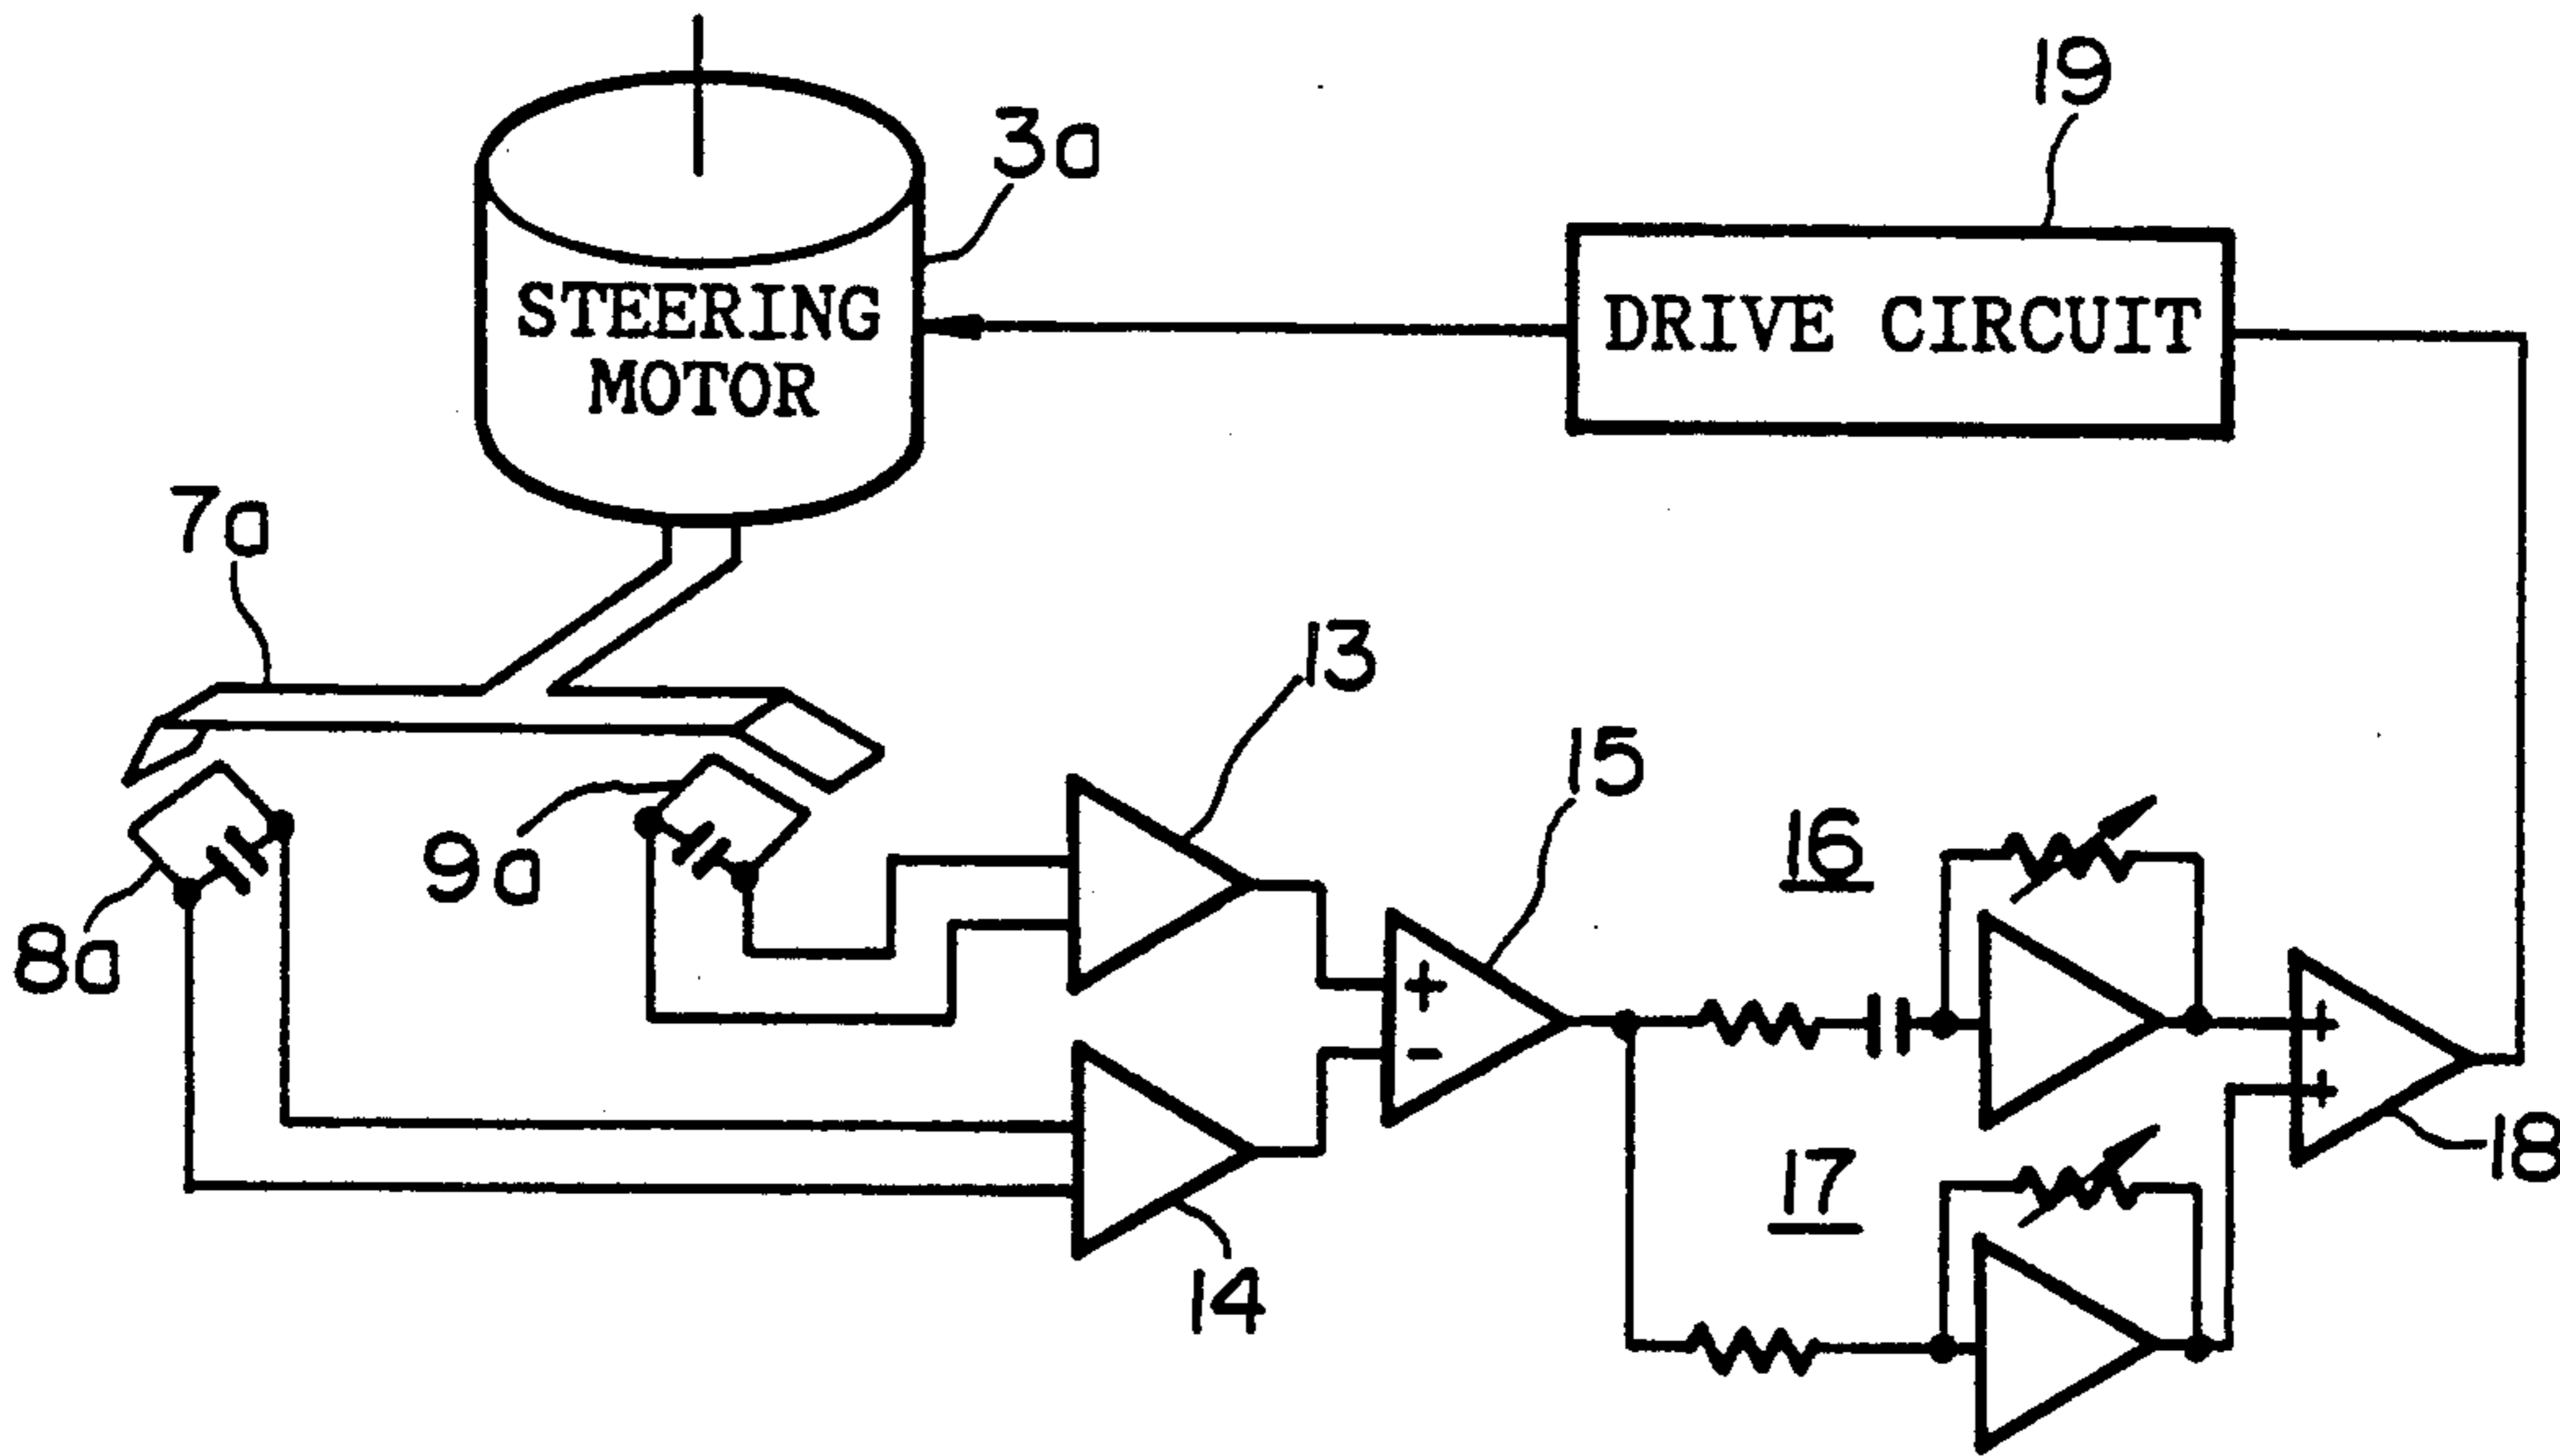 19
3a
STEERING
MOTOR
DRIVE CIRCUIT
7a
13
15
16
9a
8a
+
-
+
+
17
18
14